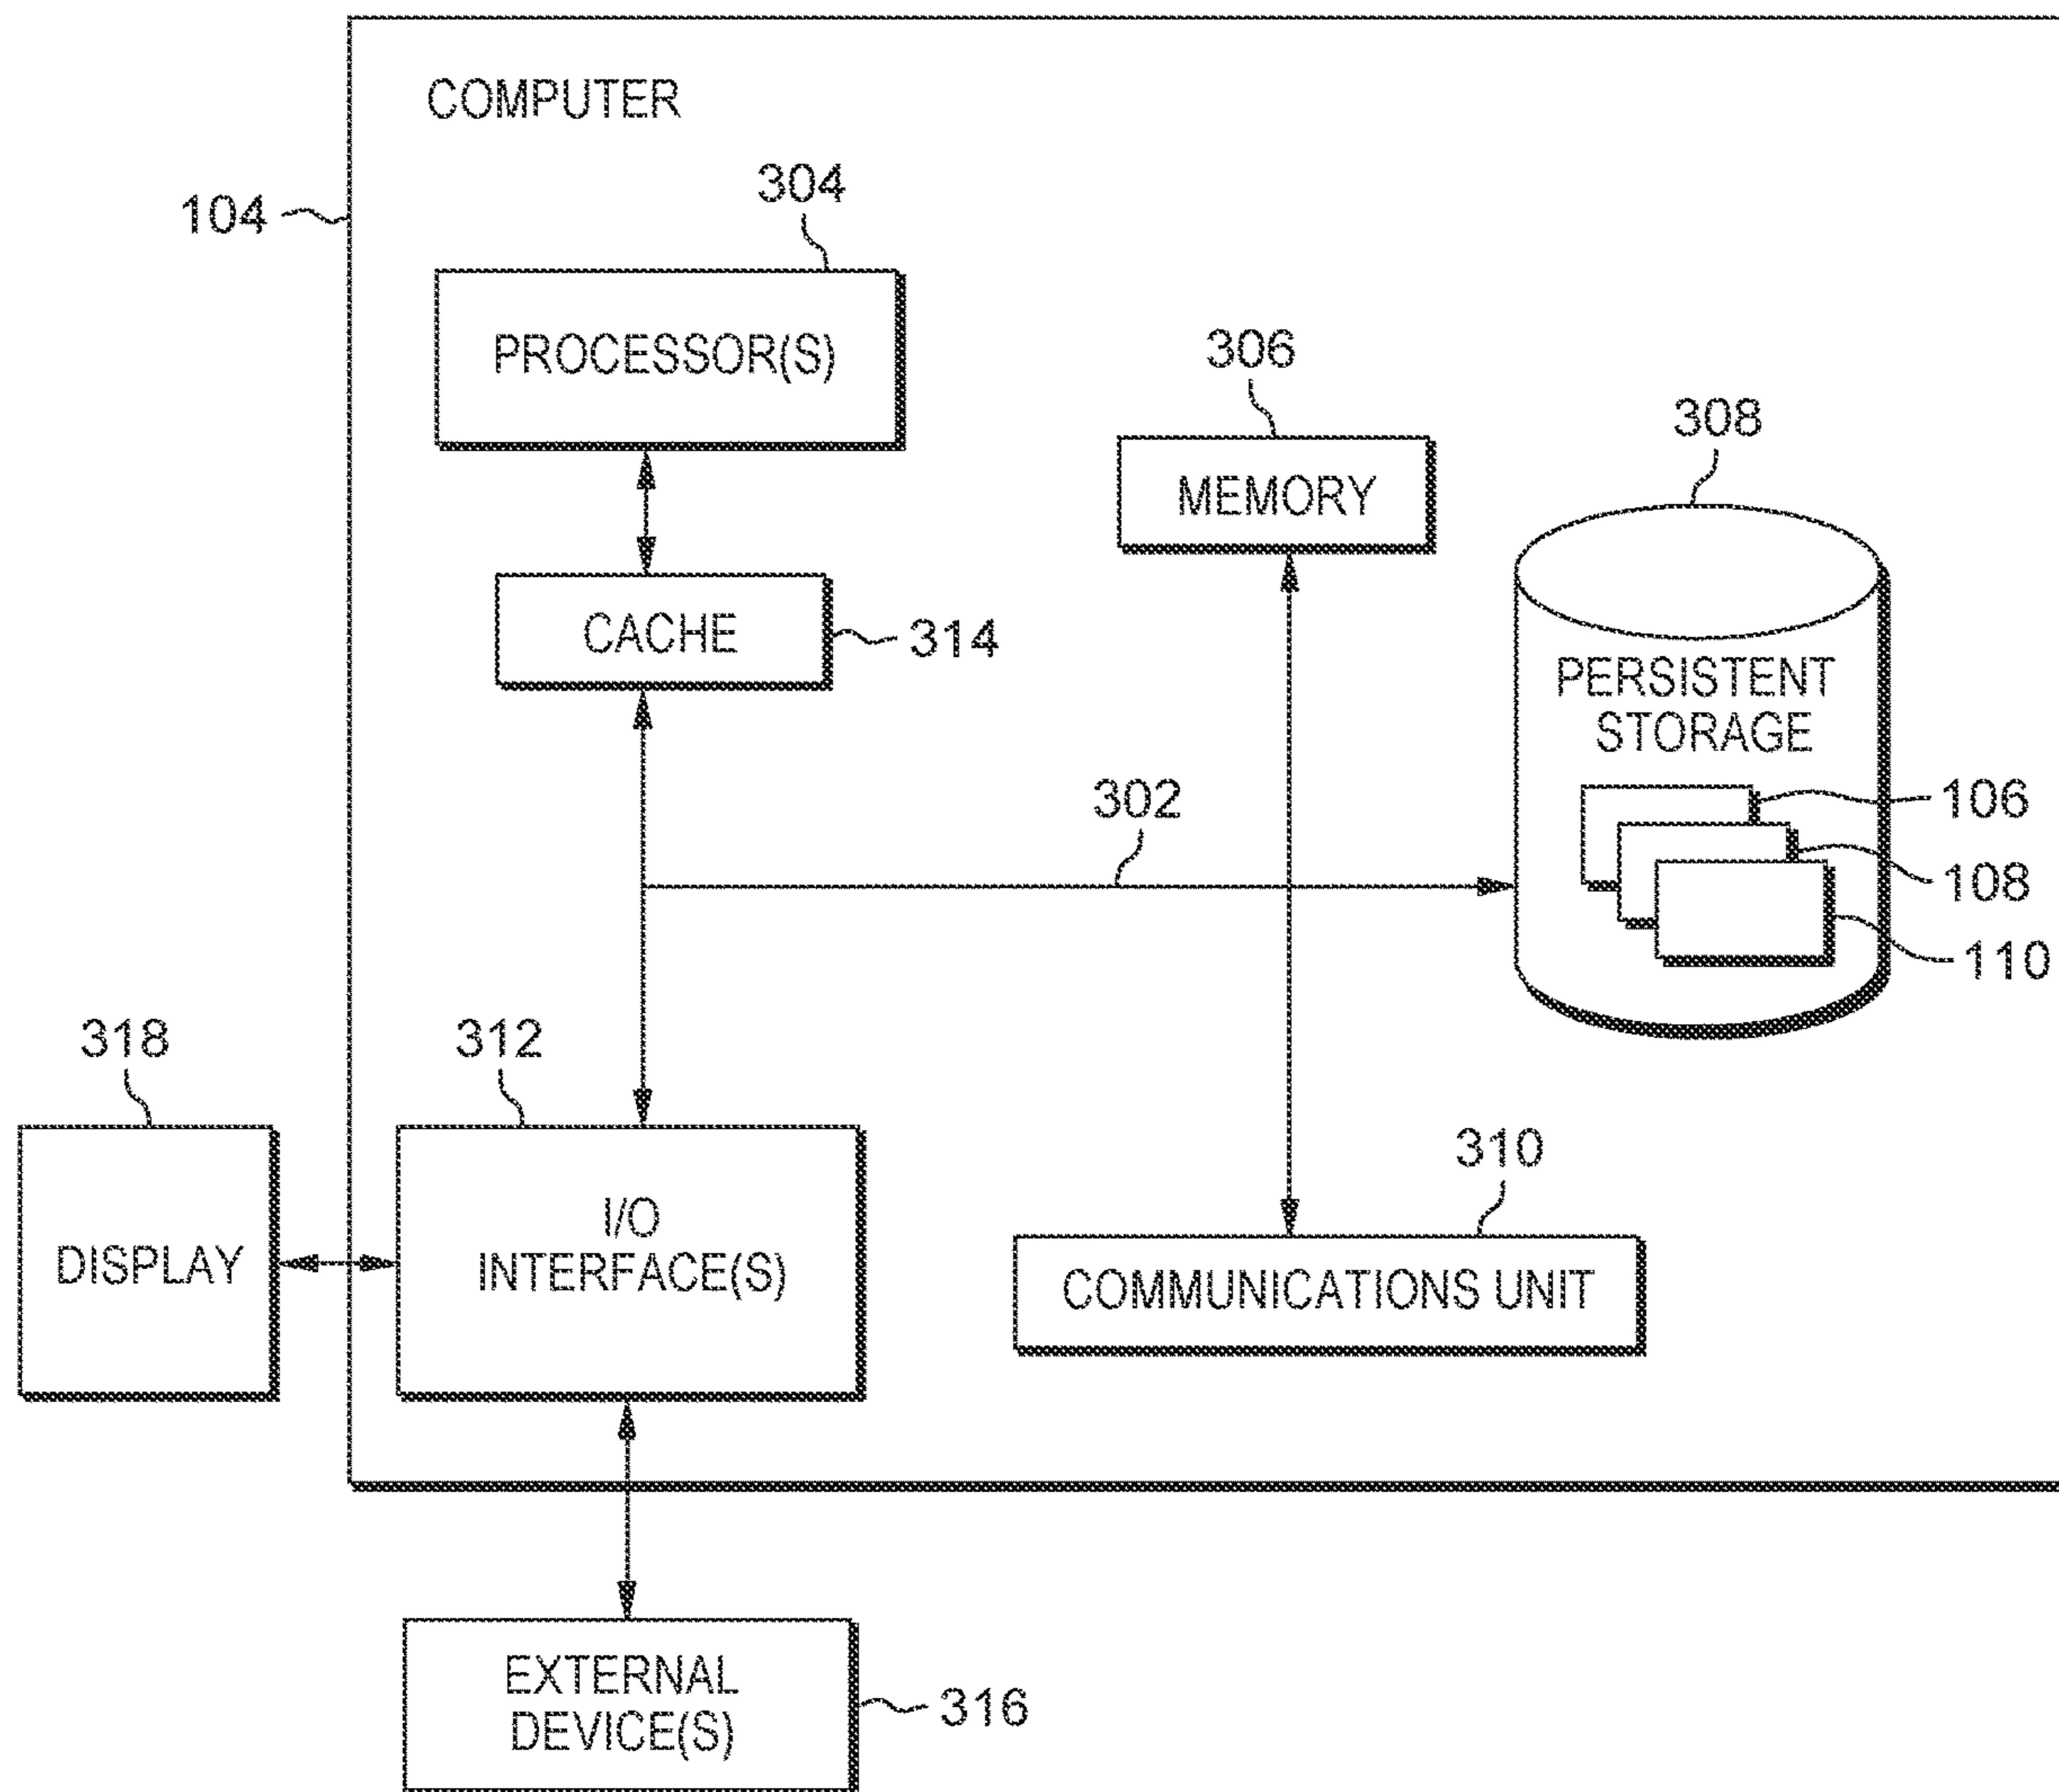 COMPUTER
304
104
PROCESSOR(S)
306
308
MEMORY
CACHE
314
PERSISTENT
STORAGE
302
106
108
110
318
312
310
DISPLAY
I/O
INTERFACE(S)
COMMUNICATIONS UNIT
EXTERNAL
DEVICE(S)
316